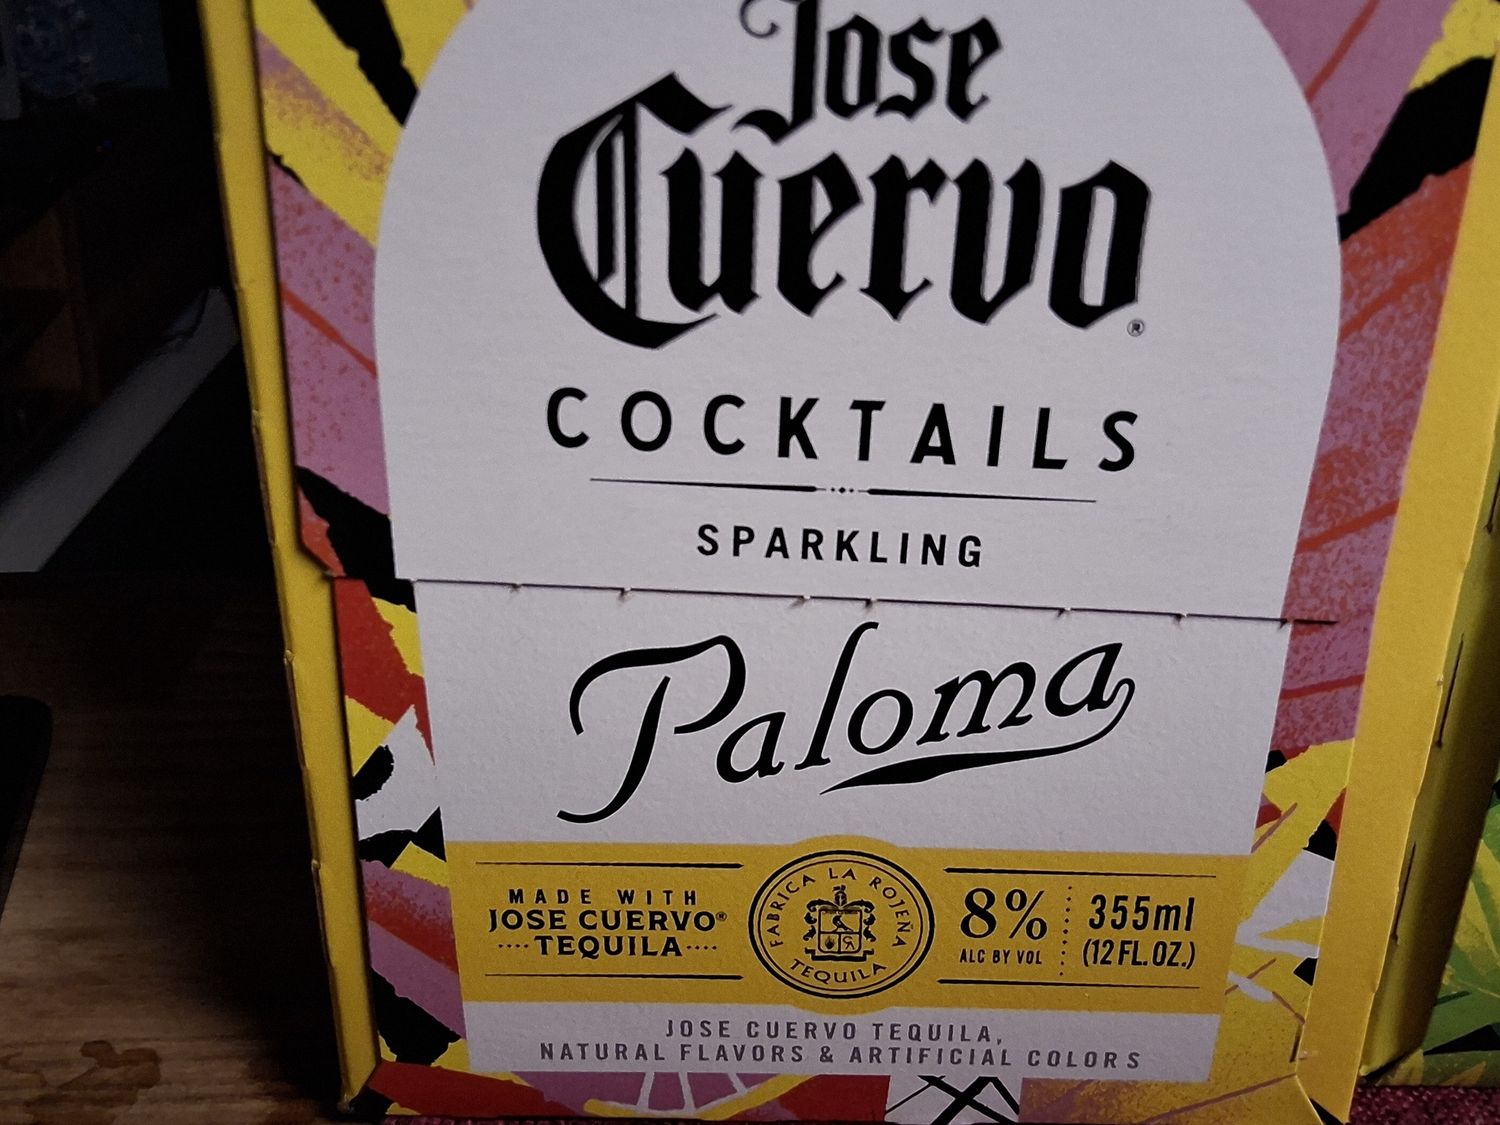 Jose
Cuervo®
COCKTAILS
SPARKLING
Paloma
MADE WITH
JOSE CUERVO®
TEQUILA
FABRICA LA ROJEÑA
TEQUILA
8%
ALC BY VOL
355ml
(12 FL. OZ.)
JOSE CUERVO TEQUILA,
NATURAL FLAVORS & ARTIFICIAL COLORS